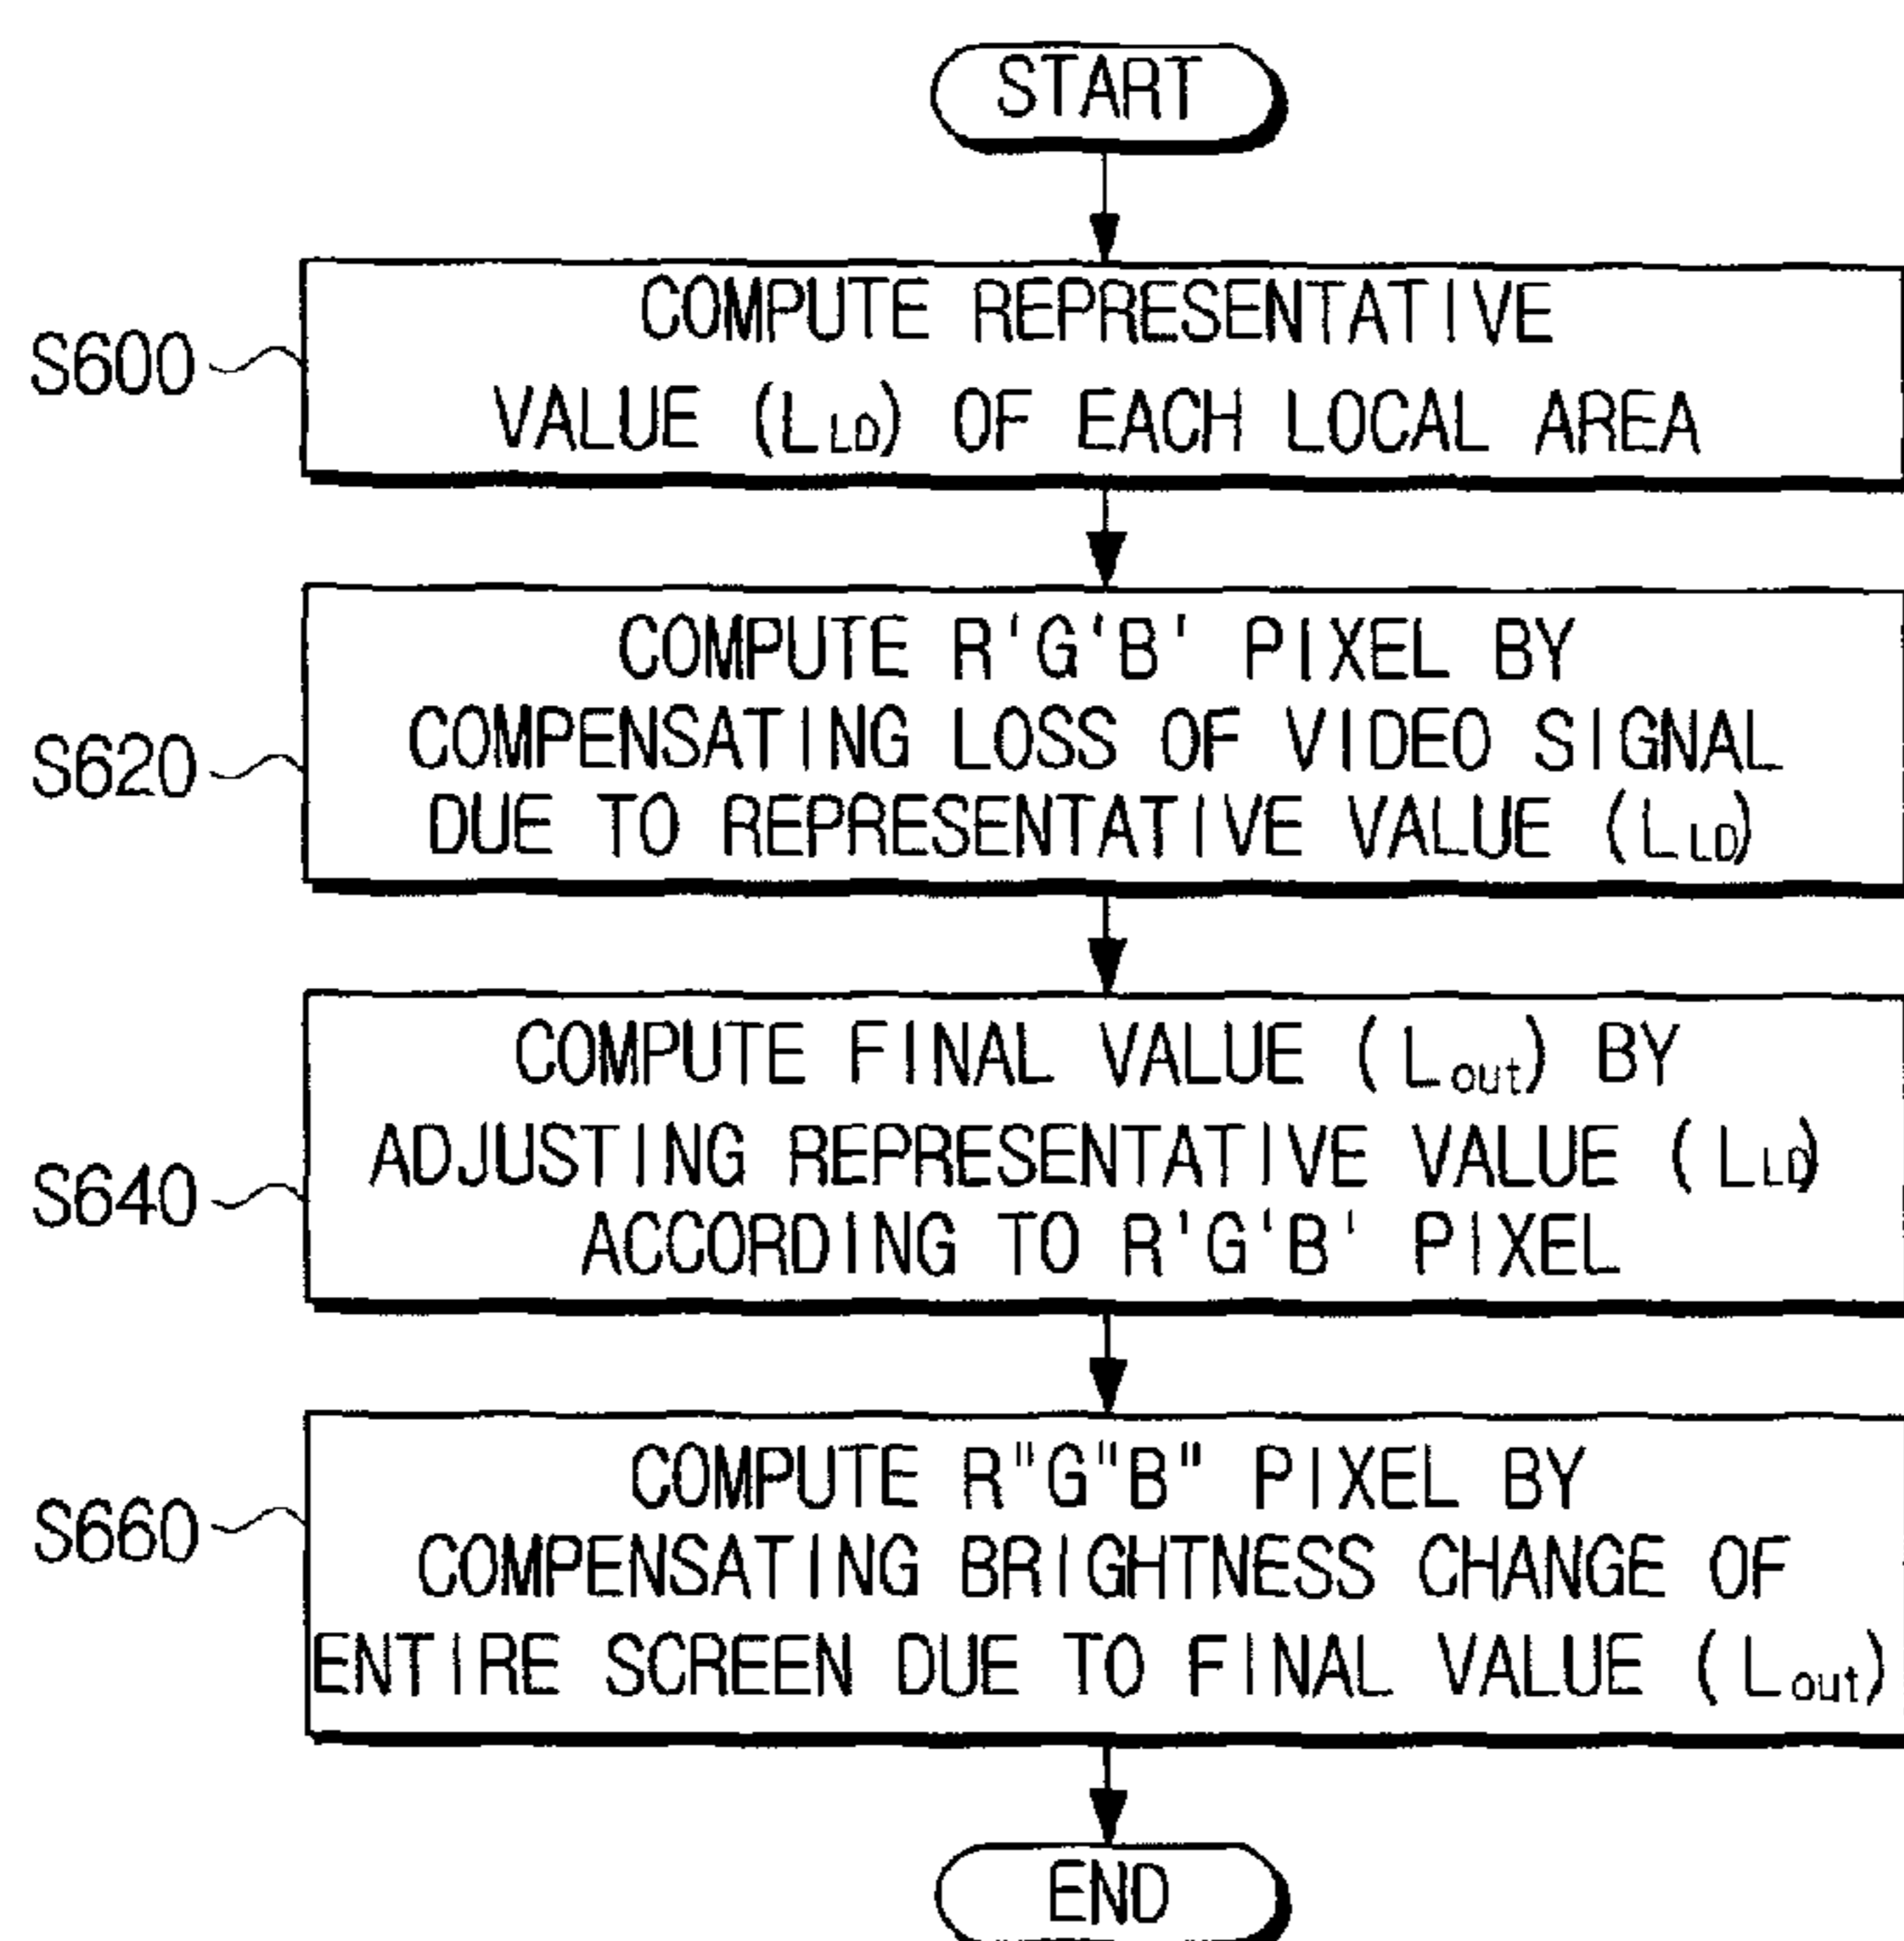 START
S600
COMPUTE REPRESENTATIVE
VALUE (LLD) OF EACH LOCAL AREA
S620
COMPUTE R'G'B' PIXEL BY
COMPENSATING LOSS OF VIDEO SIGNAL
DUE TO REPRESENTATIVE VALUE (LLD)
S640
COMPUTE FINAL VALUE (Lout) BY
ADJUSTING REPRESENTATIVE VALUE (LLD)
ACCORDING TO R'G'B' PIXEL
S660
COMPUTE R"G"B" PIXEL BY
COMPENSATING BRIGHTNESS CHANGE OF
ENTIRE SCREEN DUE TO FINAL VALUE (Lout)
END